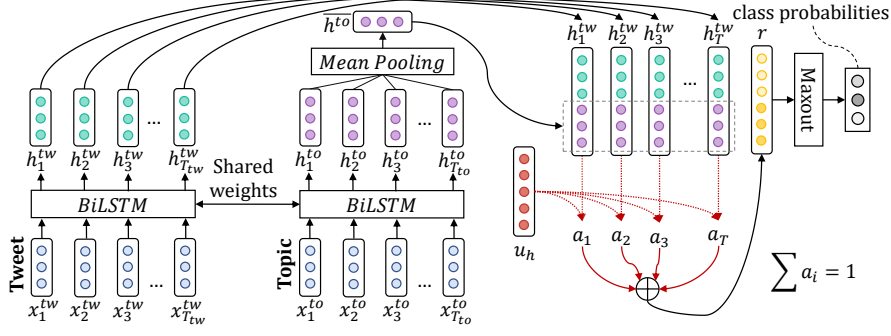 class probabilities
$\overline{h^{to}}$
$h_1^{tw}$ $h_2^{tw}$ $h_3^{tw}$ $h_T^{tw}$ $r$
Mean Pooling
...
Maxout
... ...
$h_1^{tw}$ $h_2^{tw}$ $h_3^{tw}$ $h_{T_{tw}}^{tw}$
$h_1^{to}$ $h_2^{to}$ $h_3^{to}$ $h_{T_{to}}^{to}$
Shared
weights
BiLSTM
BiLSTM
$u_h$
$a_1$ $a_2$ $a_3$ $a_T$
Tweet
Topic
... ...
$\sum a_i = 1$
$x_1^{tw}$ $x_2^{tw}$ $x_3^{tw}$ $x_{T_{tw}}^{tw}$
$x_1^{to}$ $x_2^{to}$ $x_3^{to}$ $x_{T_{to}}^{to}$